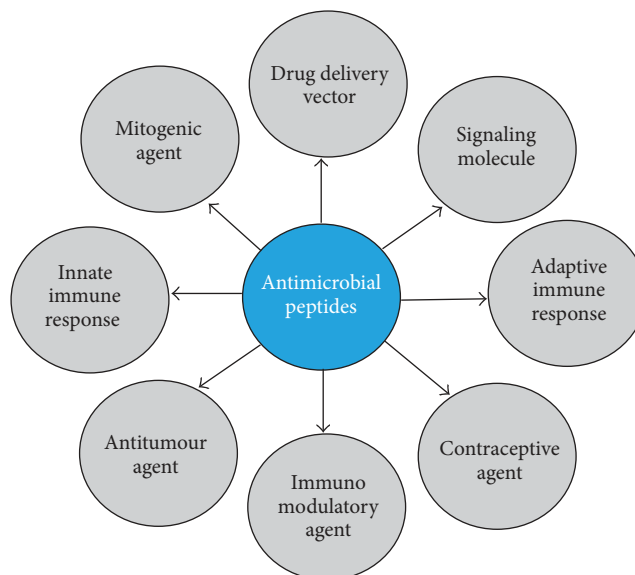 Drug delivery
vector
Mitogenic
agent
Signaling
molecule
Innate
immune
response
Antimicrobial
peptides
Adaptive
immune
response
Antitumour
agent
Immuno
modulatory
agent
Contraceptive
agent